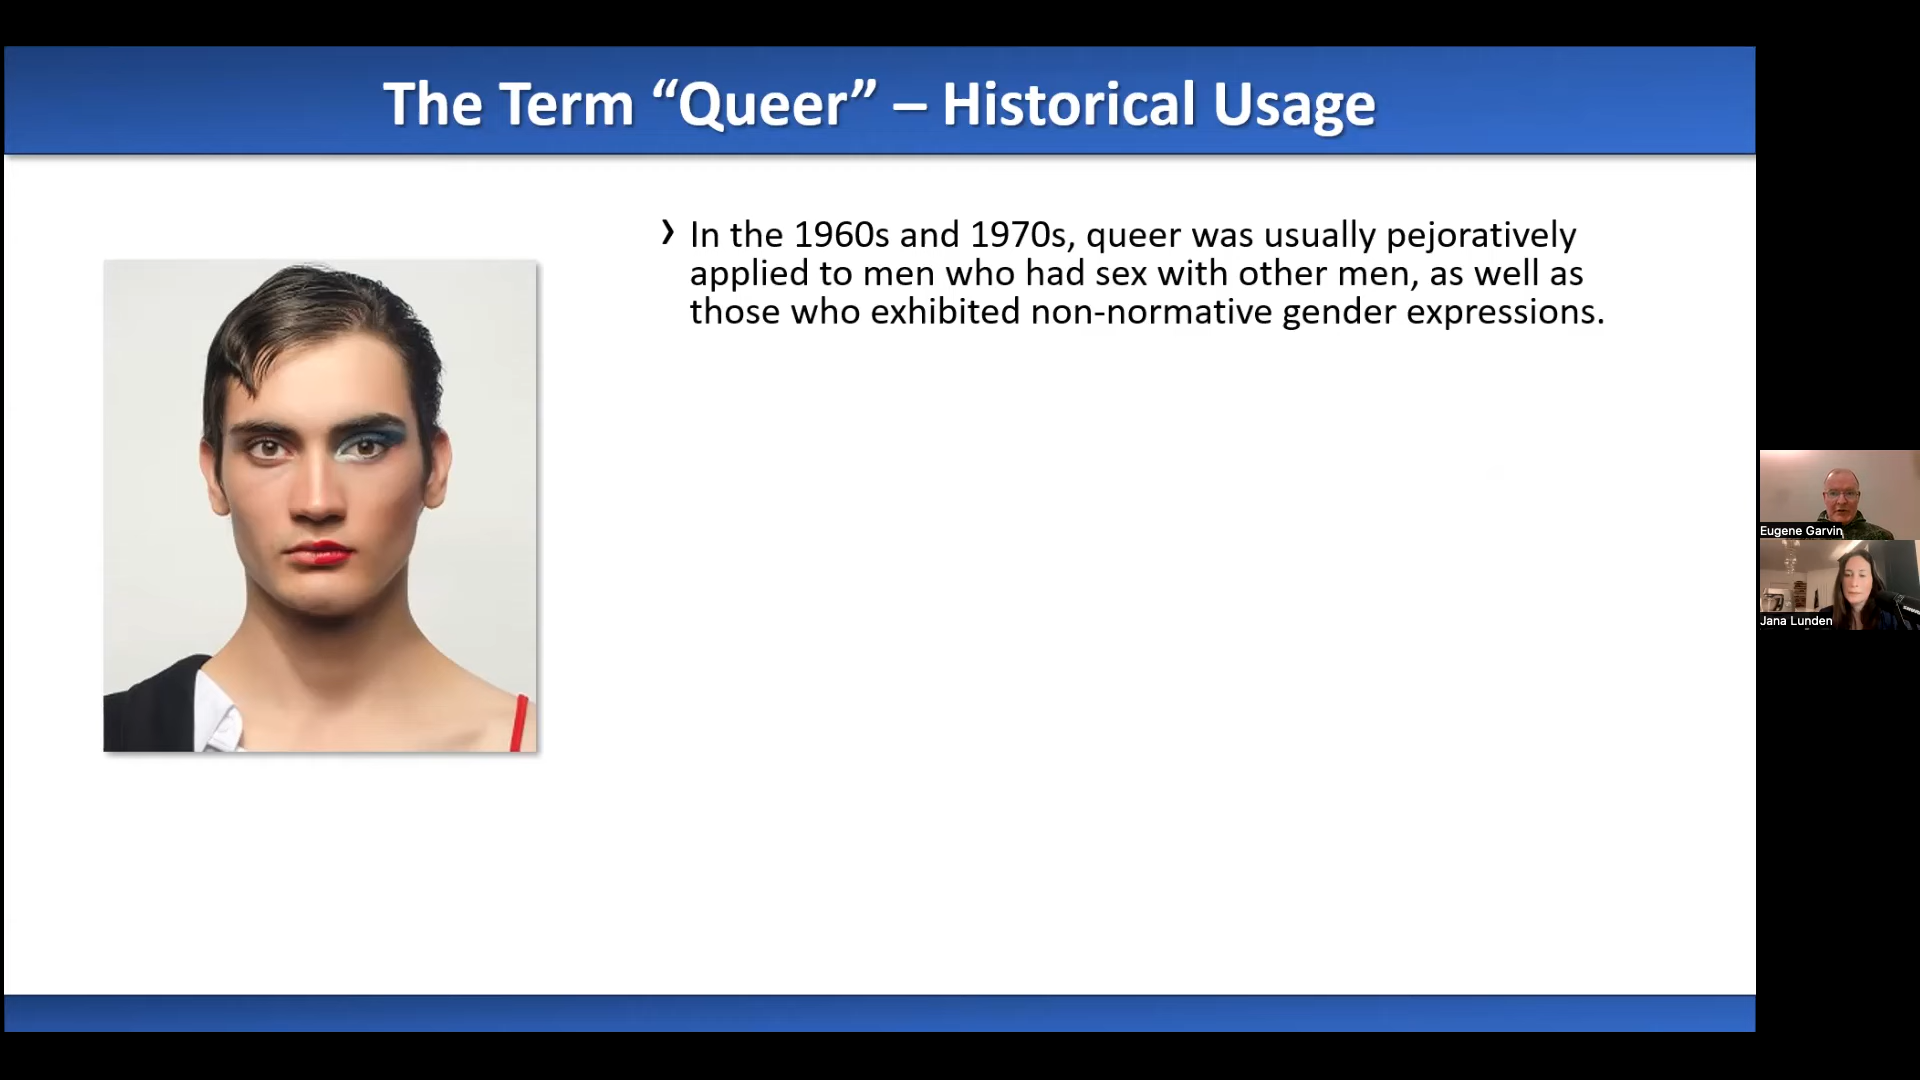 The Term “Queer” – Historical Usage
› In the 1960s and 1970s, queer was usually pejoratively
applied to men who had sex with other men, as well as
those who exhibited non-normative gender expressions.
Eugene Garvin
Jana Lunden